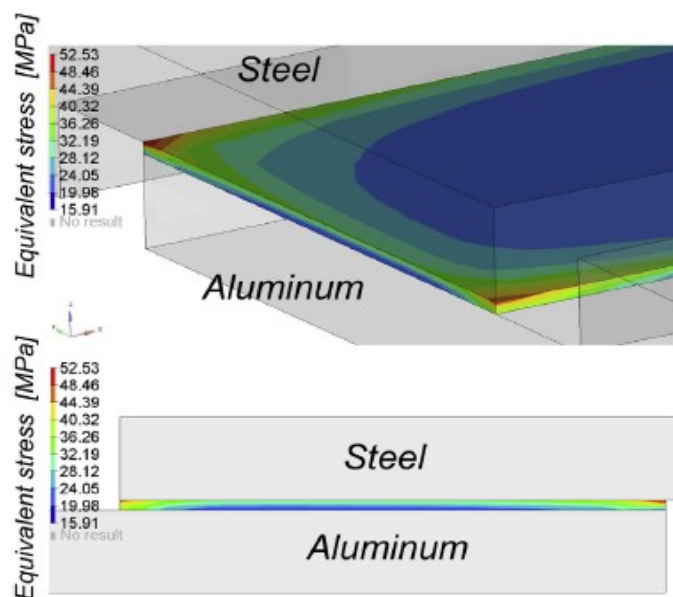 Equivalent stress [MPa]
52.53
48.46
44.39
40.32
36.26
32.19
28.12
24.05
19.98
15.91
No result
Steel
Aluminum
Equivalent stress [MPa]
52.53
48.46
44.39
40.32
36.26
32.19
28.12
24.05
19.98
15.91
No result
Steel
Aluminum